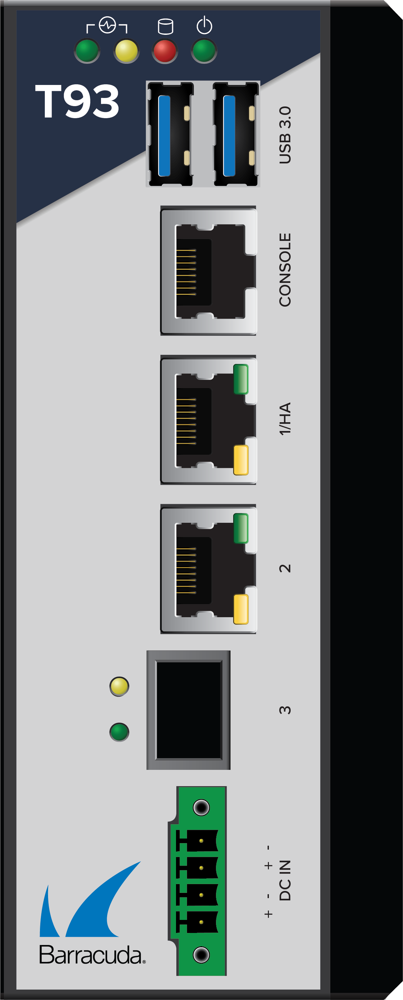 T93
USB 3.0
CONSOLE
1/HA
2
3
+ - + -
DC IN
Barracuda®